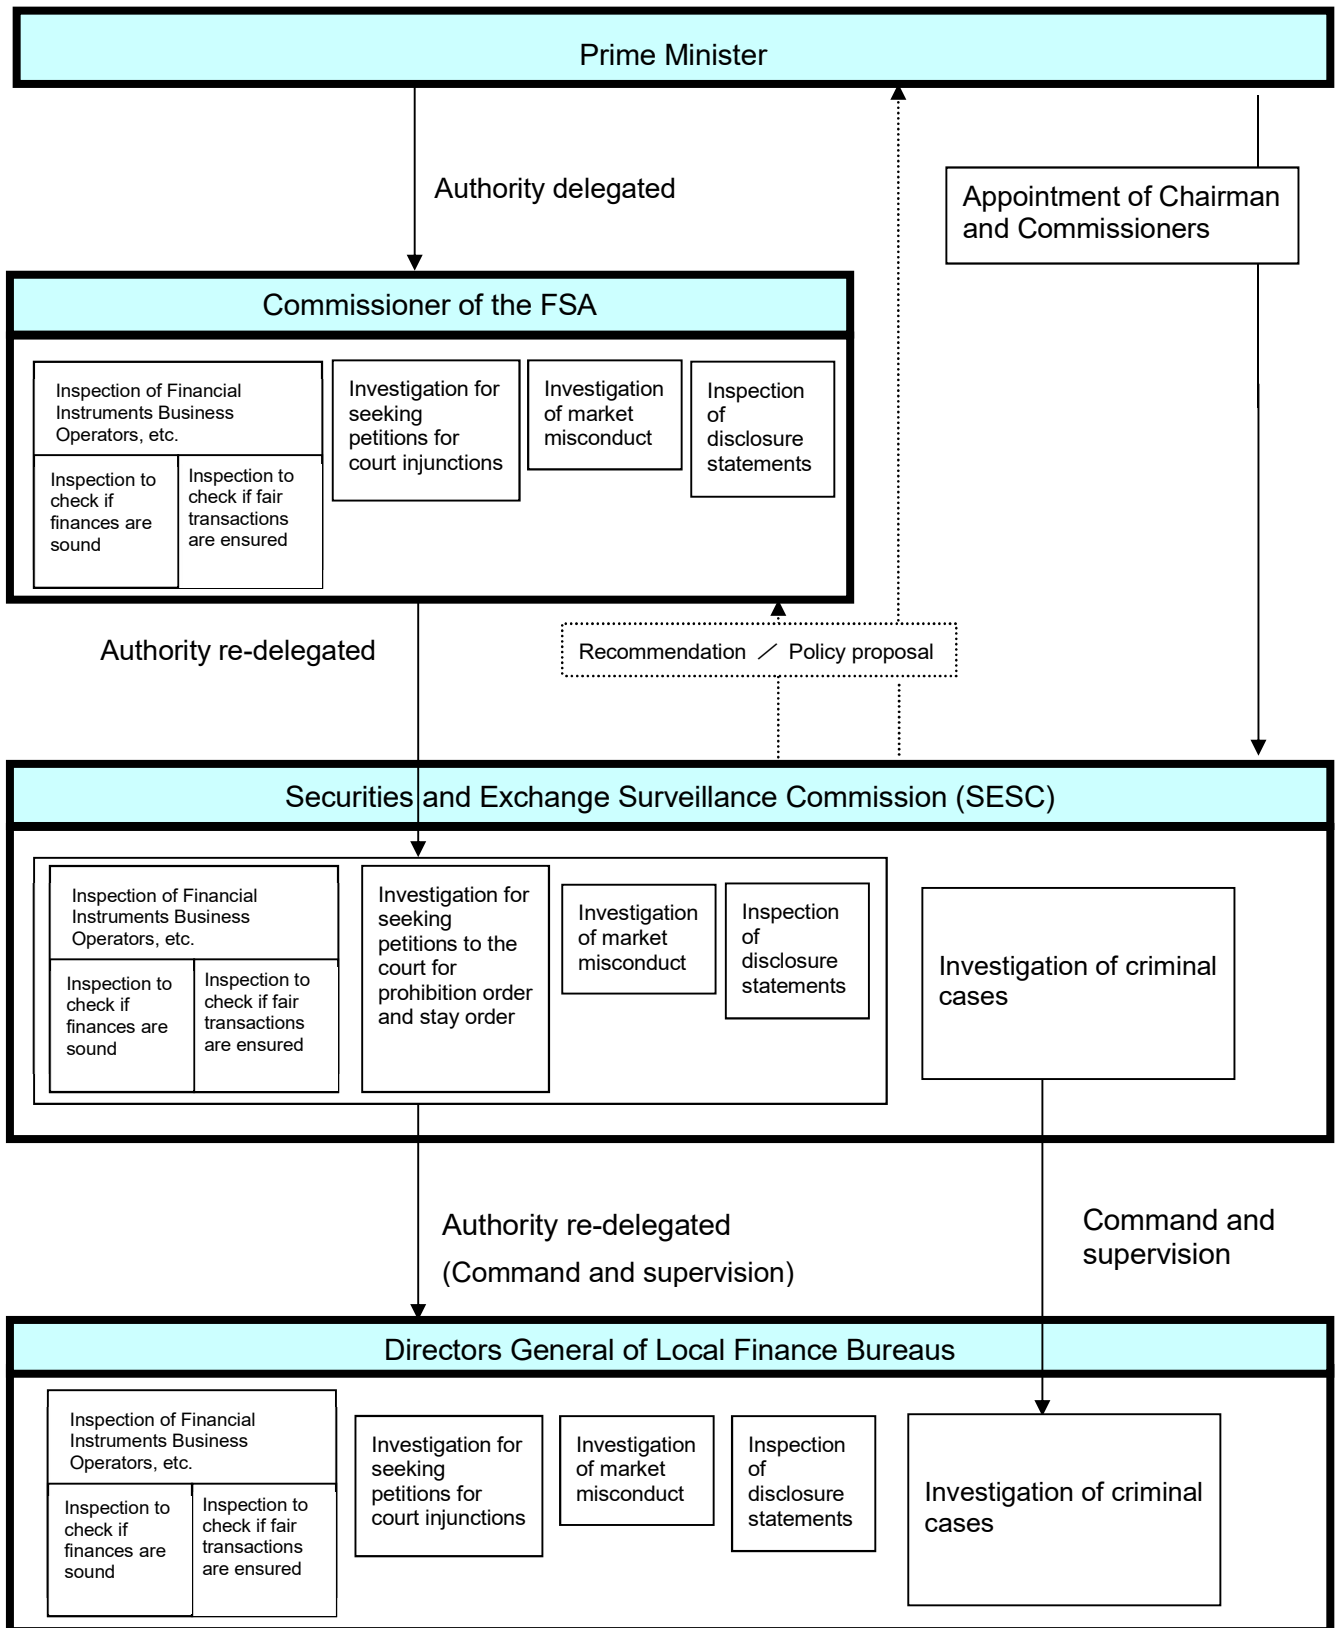 Prime Minister
Authority delegated
Appointment of Chairman
and Commissioners
Commissioner of the FSA
Inspection of Financial
Instruments Business
Operators, etc.
Inspection to
check if
finances are
sound
Inspection to
check if fair
transactions
are ensured
Investigation for
seeking
petitions for
court injunctions
Investigation
of market
misconduct
Inspection
of
disclosure
statements
Authority re-delegated
Recommendation ／ Policy proposal
Securities and Exchange Surveillance Commission (SESC)
Inspection of Financial
Instruments Business
Operators, etc.
Inspection to
check if
finances are
sound
Inspection to
check if fair
transactions
are ensured
Investigation for
seeking
petitions to the
court for
prohibition order
and stay order
Investigation
of market
misconduct
Inspection
of
disclosure
statements
Investigation of criminal
cases
Authority re-delegated
(Command and supervision)
Command and
supervision
Directors General of Local Finance Bureaus
Inspection of Financial
Instruments Business
Operators, etc.
Inspection to
check if
finances are
sound
Inspection to
check if fair
transactions
are ensured
Investigation for
seeking
petitions for
court injunctions
Investigation
of market
misconduct
Inspection
of
disclosure
statements
Investigation of criminal
cases